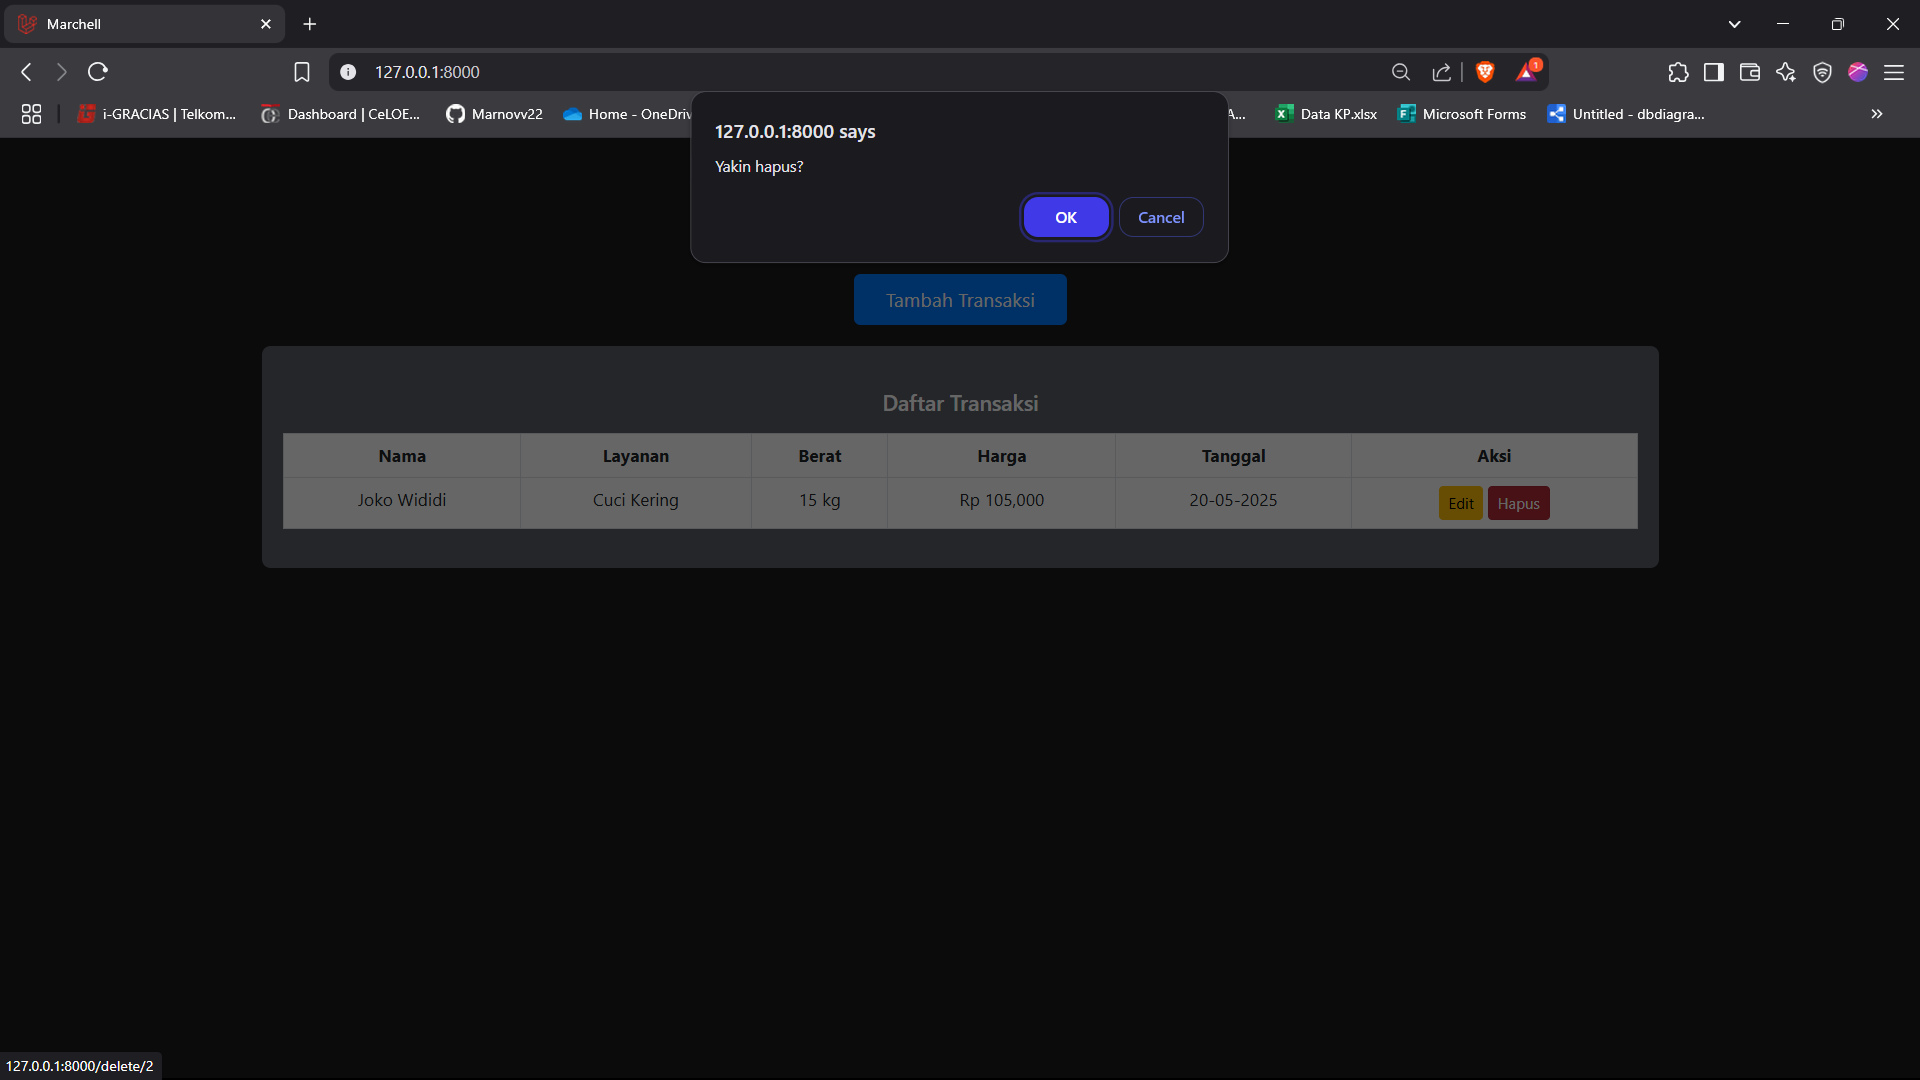 Marchell
127.0.0.1:8000
1
i-GRACIAS | Telkom...
Dashboard | CeLOE...
Marnovv22
Home - OneDriv
A...
Data KP.xlsx
Microsoft Forms
Untitled - dbdiagra...
127.0.0.1:8000 says
Yakin hapus?
OK
Cancel
Tambah Transaksi
Daftar Transaksi
Nama Layanan Berat Harga Tanggal Aksi
Joko Wididi Cuci Kering 15 kg Rp 105,000 20-05-2025 Edit Hapus
127.0.0.1:8000/delete/2